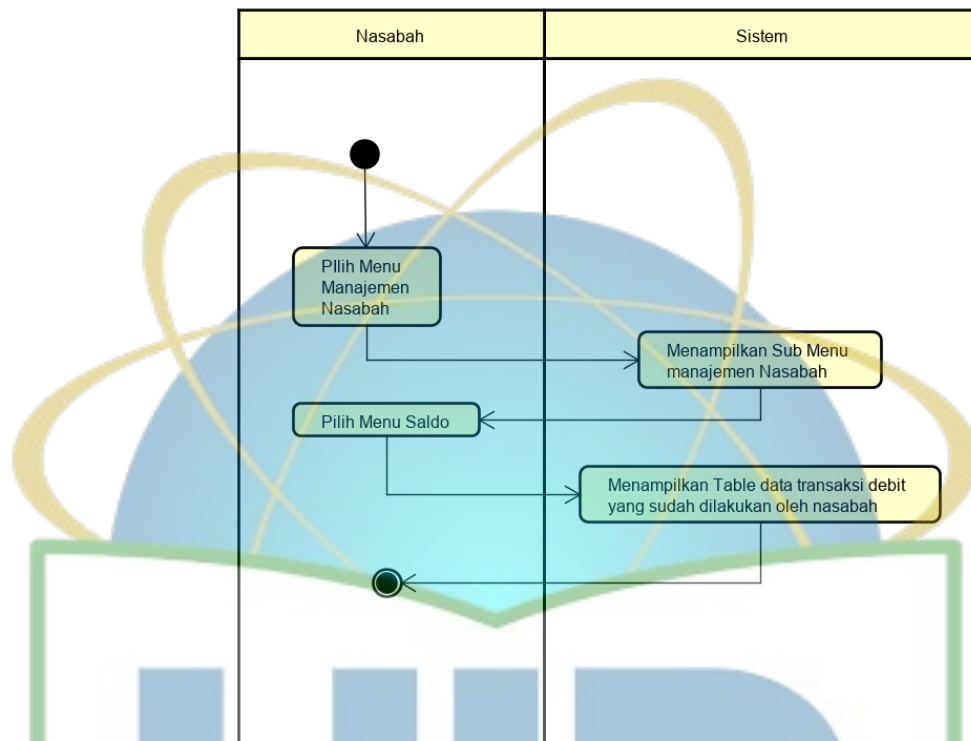 Nasabah
Sistem
PIlih Menu
Manajemen
Nasabah
Menampilkan Sub Menu
manajemen Nasabah
Pilih Menu Saldo
Menampilkan Table data transaksi debit
yang sudah dilakukan oleh nasabah